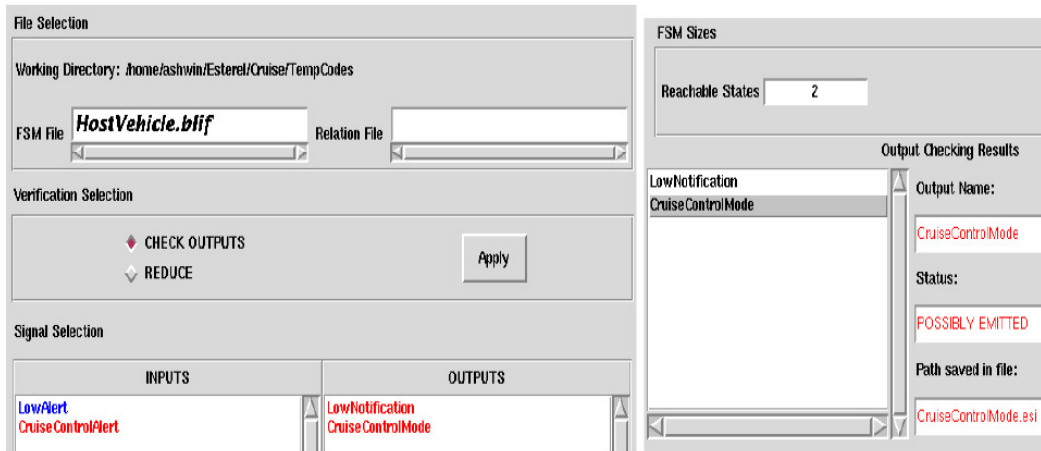 File Selection
Working Directory: /home/ashwin/Esterel/Cruise/TempCodes
FSM File HostVehicle.blif Relation File
Verification Selection
CHECK OUTPUTS
REDUCE
Apply
Signal Selection
INPUTS OUTPUTS
LowAlert LowNotification
CruiseControlAlert CruiseControlMode
FSM Sizes
Reachable States 2
Output Checking Results
LowNotification
CruiseControlMode
Output Name:
CruiseControlMode
Status:
POSSIBLY EMITTED
Path saved in file:
CruiseControlMode.esi